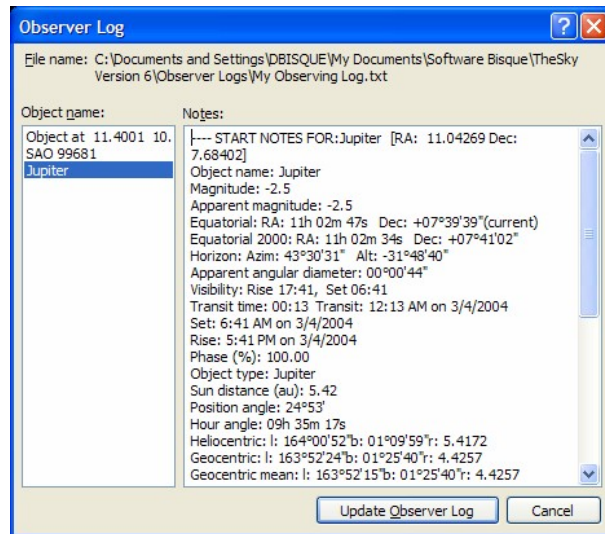 Observer Log
File name: C:\Documents and Settings\DBISQUE\My Documents\Software Bisque\TheSky
Version 6\Observer Logs\My Observing Log.txt
Object name:
Object at 11.4001 10.
SAO 99681
Jupiter
Notes:
---- START NOTES FOR:Jupiter [RA: 11.04269 Dec:
7.68402]
Object name: Jupiter
Magnitude: -2.5
Apparent magnitude: -2.5
Equatorial: RA: 11h 02m 47s Dec: +07°39'39"(current)
Equatorial 2000: RA: 11h 02m 34s Dec: +07°41'02"
Horizon: Azim: 43°30'31" Alt: -31°48'40"
Apparent angular diameter: 00°00'44"
Visibility: Rise 17:41, Set 06:41
Transit time: 00:13 Transit: 12:13 AM on 3/4/2004
Set: 6:41 AM on 3/4/2004
Rise: 5:41 PM on 3/4/2004
Phase (%): 100.00
Object type: Jupiter
Sun distance (au): 5.42
Position angle: 24°53'
Hour angle: 09h 35m 17s
Heliocentric: l: 164°00'52"b: 01°09'59"r: 5.4172
Geocentric: l: 163°52'24"b: 01°25'40"r: 4.4257
Geocentric mean: l: 163°52'15"b: 01°25'40"r: 4.4257
Update Observer Log
Cancel